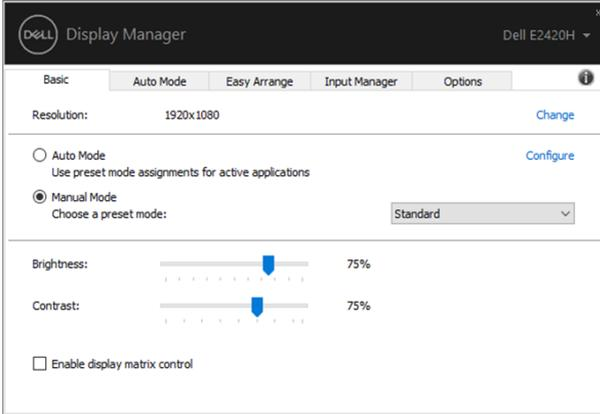 DELL Display Manager
Dell E2420H
Basic Auto Mode Easy Arrange Input Manager Options
Resolution: 1920x1080 Change
Auto Mode Configure
Use preset mode assignments for active applications
Manual Mode
Choose a preset mode: Standard
Brightness: 75%
Contrast: 75%
Enable display matrix control